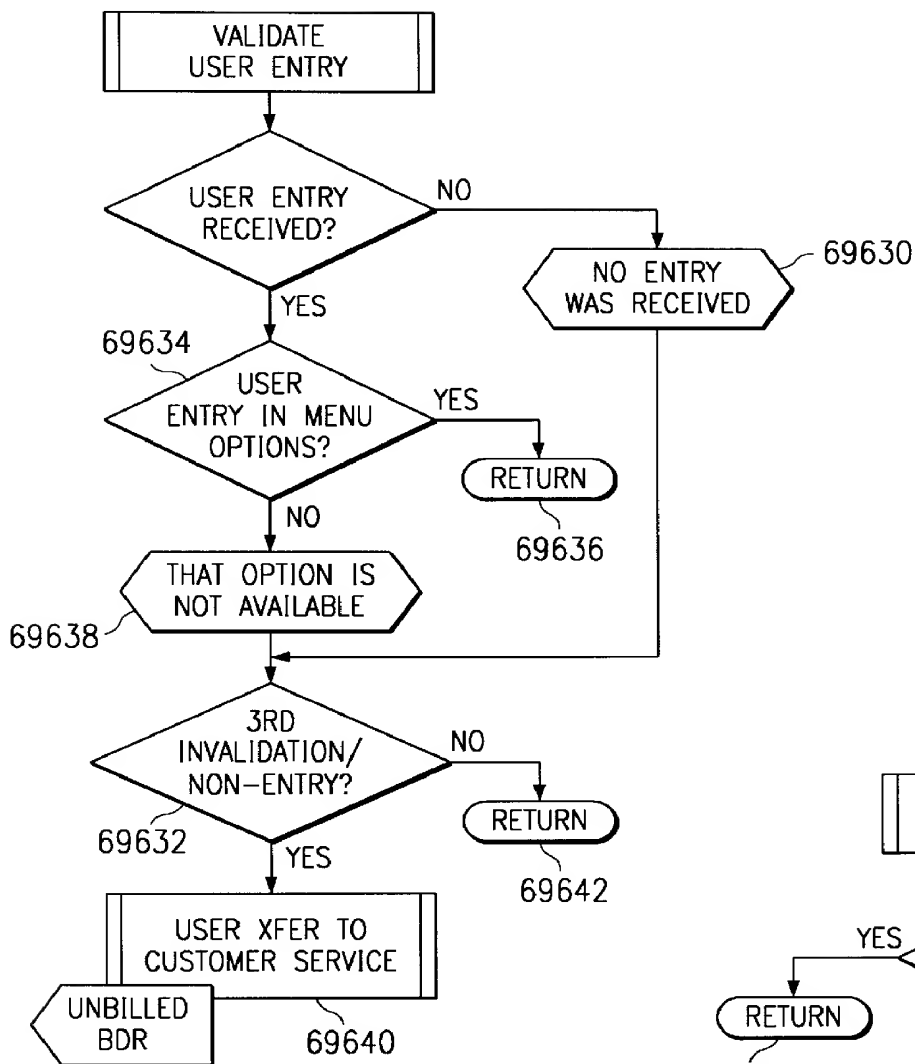 VALIDATE
USER ENTRY
USER ENTRY
RECEIVED?
NO
YES
NO ENTRY
WAS RECEIVED
69630
69634
USER
ENTRY IN MENU
OPTIONS?
YES
RETURN
69636
NO
THAT OPTION IS
NOT AVAILABLE
69638
3RD
INVALIDATION/
NON-ENTRY?
NO
69632
RETURN
69642
YES
USER XFER TO
CUSTOMER SERVICE
UNBILLED
BDR
69640
YES
RETURN